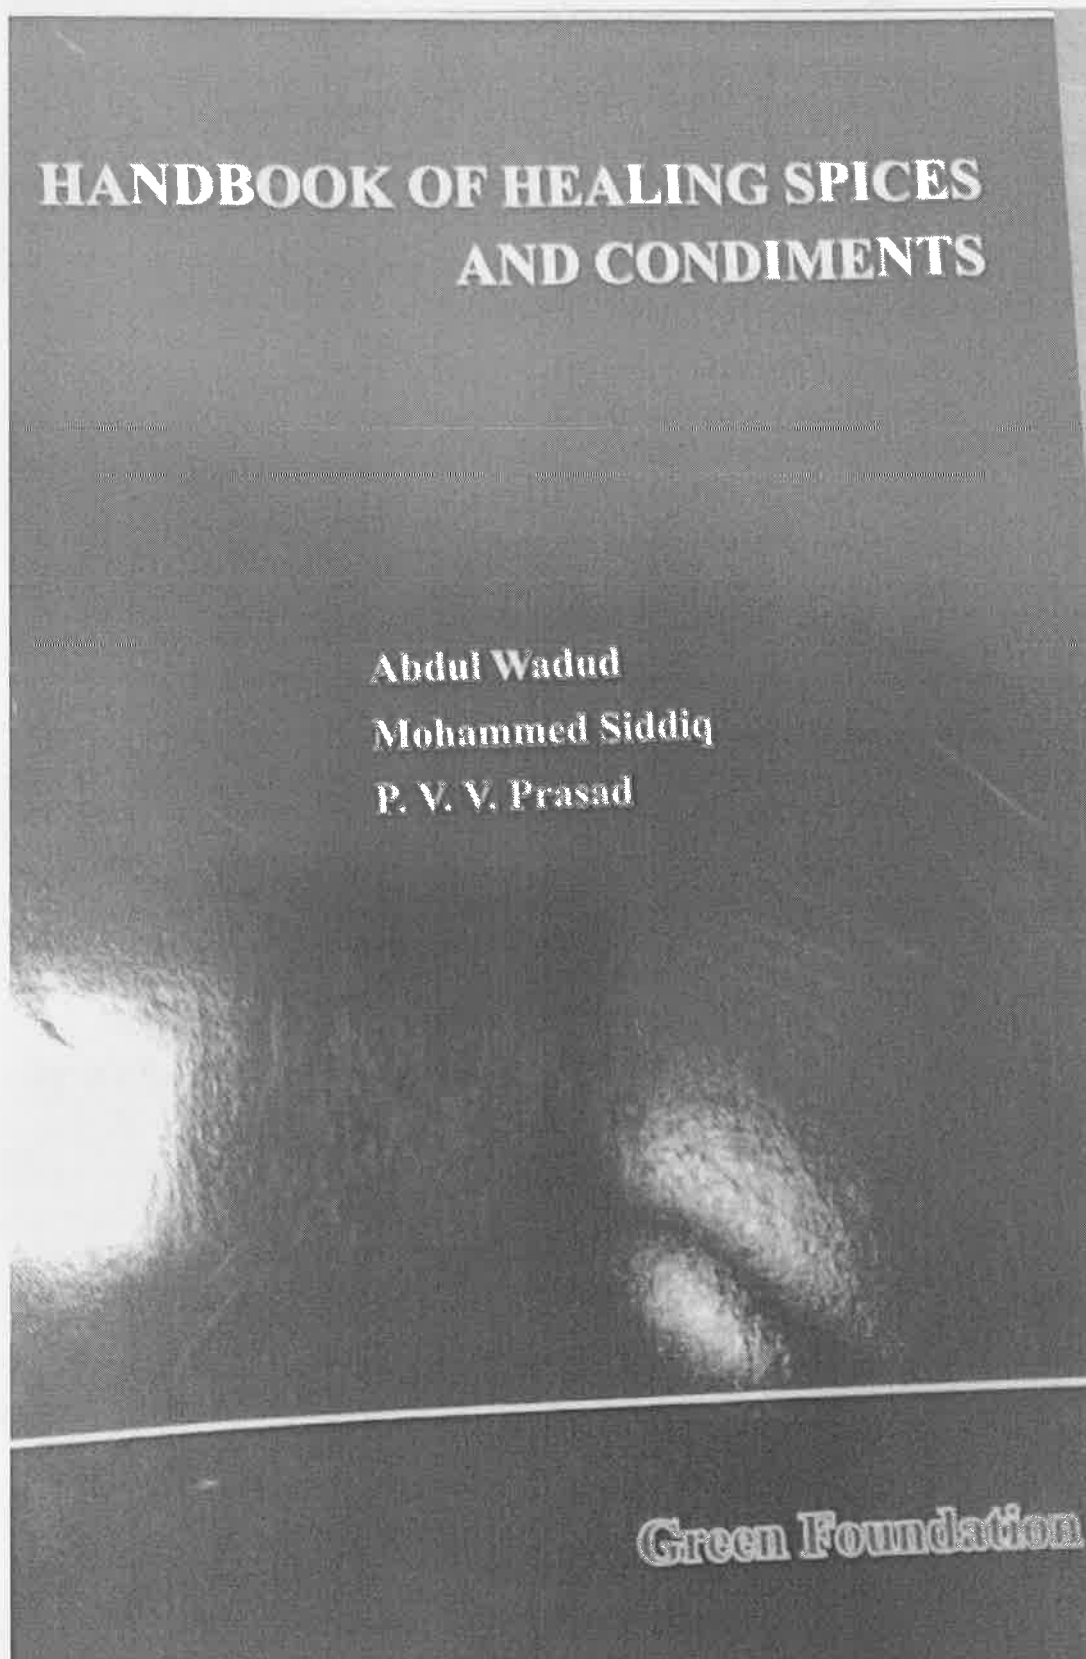 HANDBOOK OF HEALING SPICES
AND CONDIMENTS
Abdul Wadud
Mohammed Siddiq
P. V. V. Prasad
Green Foundation